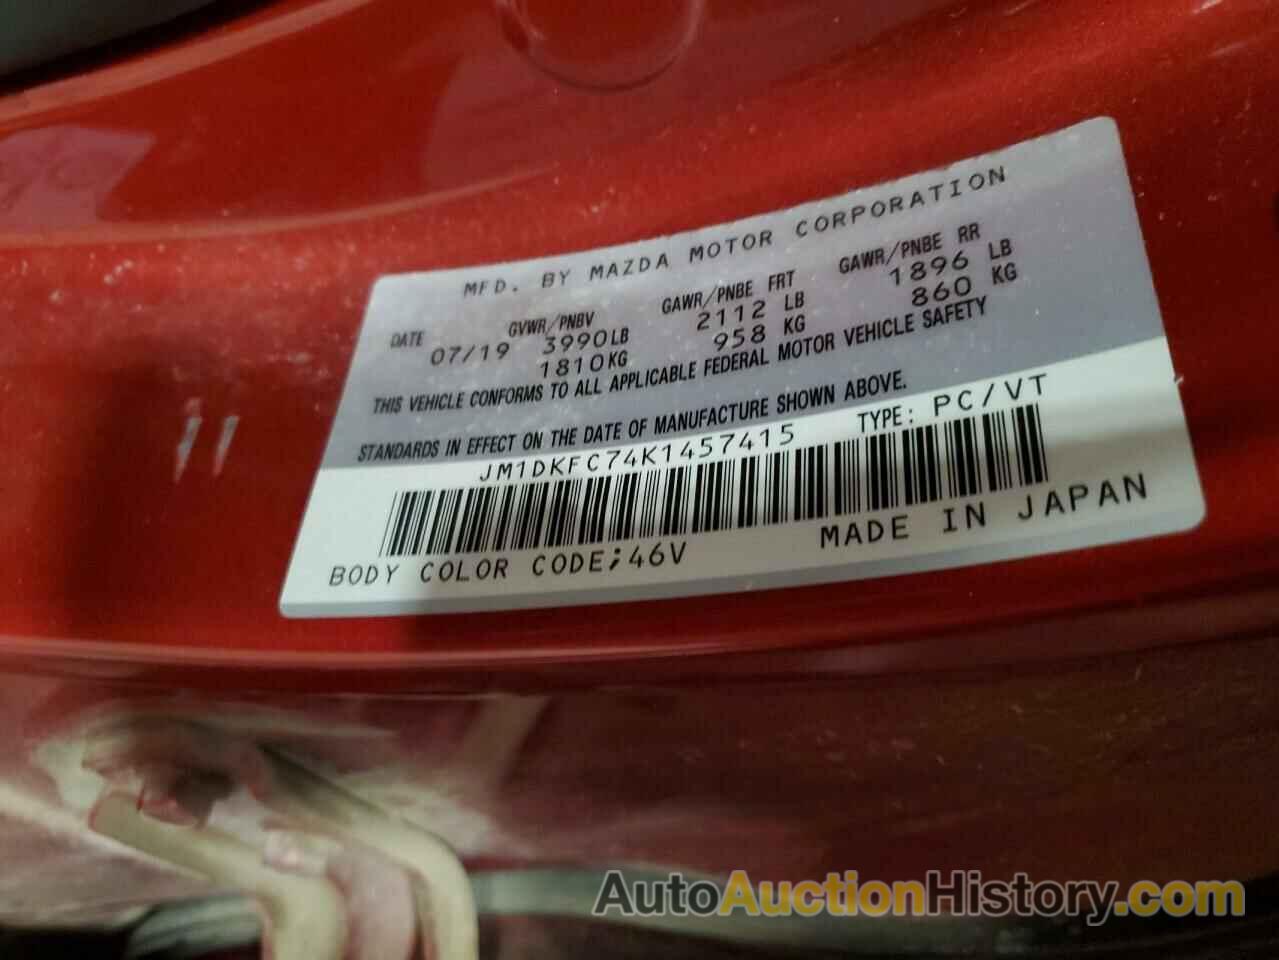 MFD. BY MAZDA MOTOR CORPORATION
DATE GVWR/PNBV GAWR/PNBE FRT GAWR/PNBE RR
07/19 3990LB 2112 LB 1896 LB
1810KG 958 KG 860 KG
THIS VEHICLE CONFORMS TO ALL APPLICABLE FEDERAL MOTOR VEHICLE SAFETY
STANDARDS IN EFFECT ON THE DATE OF MANUFACTURE SHOWN ABOVE.
JM1DKFC74K1457415 TYPE: PC/VT
BODY COLOR CODE;46V MADE IN JAPAN
AutoAuctionHistory.com